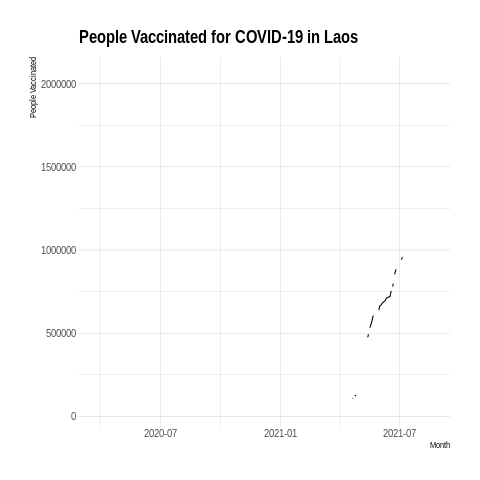 People Vaccinated for COVID-19 in Laos
People Vaccinated
2000000
1500000
1000000
500000
0
2020-07 2021-01 2021-07
Month